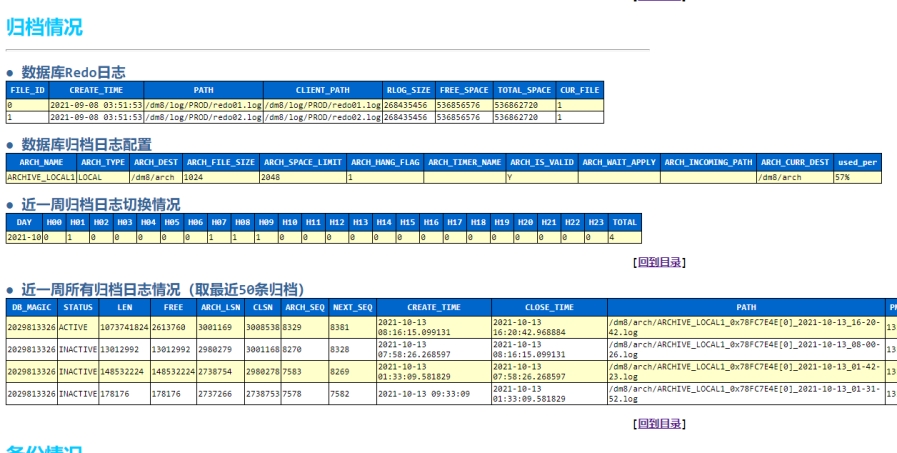 归档情况
● 数据库Redo日志
FILE_ID CREATE_TIME PATH CLIENT_PATH RLOG_SIZE FREE_SPACE TOTAL_SPACE CUR_FILE
0 2021-09-08 03:51:53 /dm8/log/PROD/redo01.log /dm8/log/PROD/redo01.log 268435456 536856576 536862720 1
1 2021-09-08 03:51:53 /dm8/log/PROD/redo02.log /dm8/log/PROD/redo02.log 268435456 536856576 536862720 1
● 数据库归档日志配置
ARCH_NAME ARCH_TYPE ARCH_DEST ARCH_FILE_SIZE ARCH_SPACE_LIMIT ARCH_HANG_FLAG ARCH_TIMER_NAME ARCH_IS_VALID ARCH_WAIT_APPLY ARCH_INCOMING_PATH ARCH_CURR_DEST used_per
ARCHIVE_LOCAL1 LOCAL /dm8/arch 1024 2048 1 Y /dm8/arch 57%
● 近一周归档日志切换情况
DAY H00 H01 H02 H03 H04 H05 H06 H07 H08 H09 H10 H11 H12 H13 H14 H15 H16 H17 H18 H19 H20 H21 H22 H23 TOTAL
2021-10 0 1 0 0 0 0 0 1 1 1 0 0 0 0 0 0 0 0 0 0 0 0 0 0 4
[回到目录]
● 近一周所有归档日志情况（取最近50条归档）
DB_MAGIC STATUS LEN FREE ARCH_LSN CLSN ARCH_SEQ NEXT_SEQ CREATE_TIME CLOSE_TIME PATH
2029813326 ACTIVE 1073741824 2613760 3001169 3008538 8329 8381 2021-10-13 08:16:15.099131 2021-10-13 16:20:42.968884 /dm8/arch/ARCHIVE_LOCAL1_0x78FC7E4E[0]_2021-10-13_16-20-42.log 13
2029813326 INACTIVE 13012992 13012992 2980279 3001168 8270 8328 2021-10-13 07:58:26.268597 2021-10-13 08:16:15.099131 /dm8/arch/ARCHIVE_LOCAL1_0x78FC7E4E[0]_2021-10-13_08-00-26.log 13
2029813326 INACTIVE 148532224 148532224 2738754 2980278 7583 8269 2021-10-13 01:33:09.581829 2021-10-13 07:58:26.268597 /dm8/arch/ARCHIVE_LOCAL1_0x78FC7E4E[0]_2021-10-13_01-42-23.log 13
2029813326 INACTIVE 178176 178176 2737266 2738753 7578 7582 2021-10-13 09:33:09 2021-10-13 01:33:09.581829 /dm8/arch/ARCHIVE_LOCAL1_0x78FC7E4E[0]_2021-10-13_01-31-52.log 13
[回到目录]